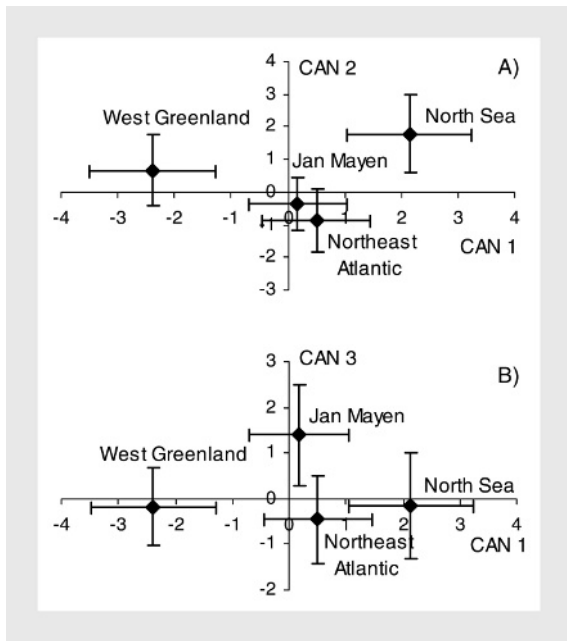 4
CAN 2
A)
3
North Sea
West Greenland
2
1
Jan Mayen
0
-4
-3
-2
-1
0
1
2
3
4
-1
Northeast
CAN 1
Atlantic
-2
-3
3
CAN 3
B)
2
Jan Mayen
West Greenland
1
North Sea
0
-4
-3
-2
-1
0
1
2
3
4
Northeast
CAN 1
-1
Atlantic
-2